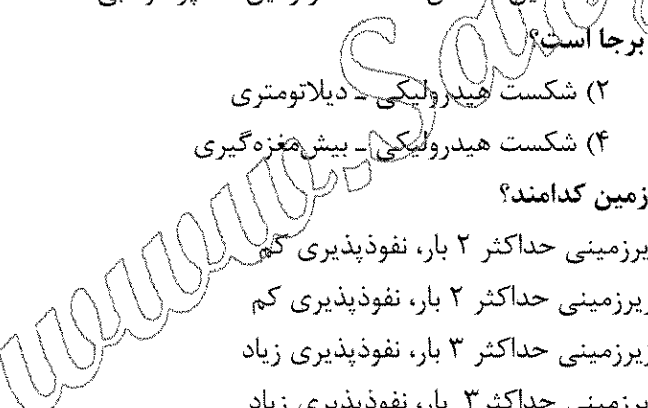 برجا است؟
۲) شکست هیدرولیکی ـ دیلاتومتری
۴) شکست هیدرولیکی ـ بیش‌مغزه‌گیری
زمین کدامند؟
یرزمینی حداکثر ۲ بار، نفوذپذیری کم
زیرزمینی حداکثر ۲ بار، نفوذپذیری کم
زیرزمینی حداکثر ۳ بار، نفوذپذیری زیاد
یرزمینی حداکثر ۳ بار، نفوذپذیری زیاد
www.Sa